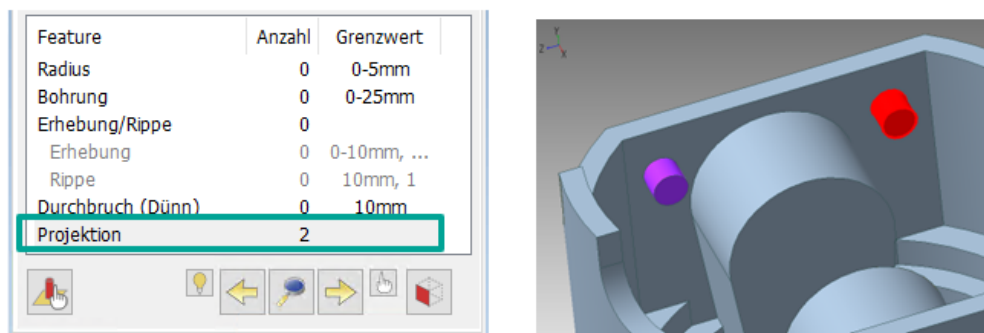 Feature Anzahl Grenzwert
Radius 0 0-5mm
Bohrung 0 0-25mm
Erhebung/Rippe 0
Erhebung 0 0-10mm, ...
Rippe 0 10mm, 1
Durchbruch (Dünn) 0 10mm
Projektion 2
Y
Z X